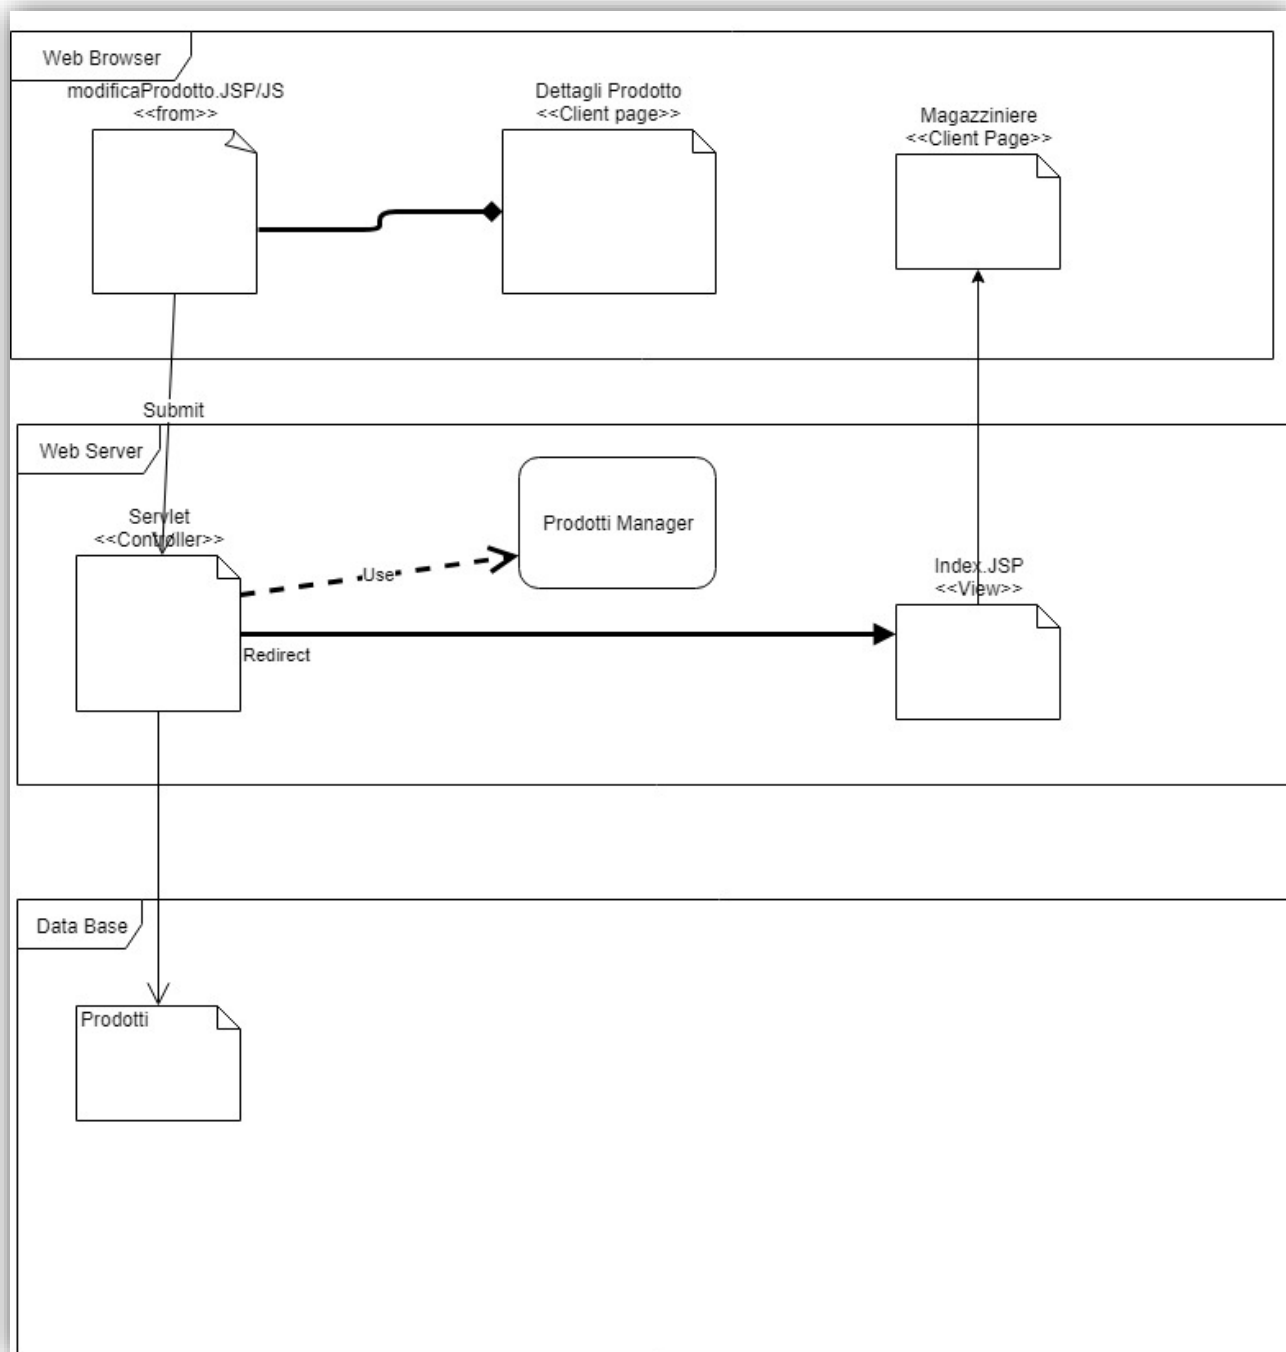 Web Browser
modificaProdotto.JSP/JS
<<from>>
Dettagli Prodotto
<<Client page>>
Magazziniere
<<Client Page>>
Submit
Web Server
Servlet
<<Controller>>
Prodotti Manager
Use
Index.JSP
<<View>>
Redirect
Data Base
Prodotti